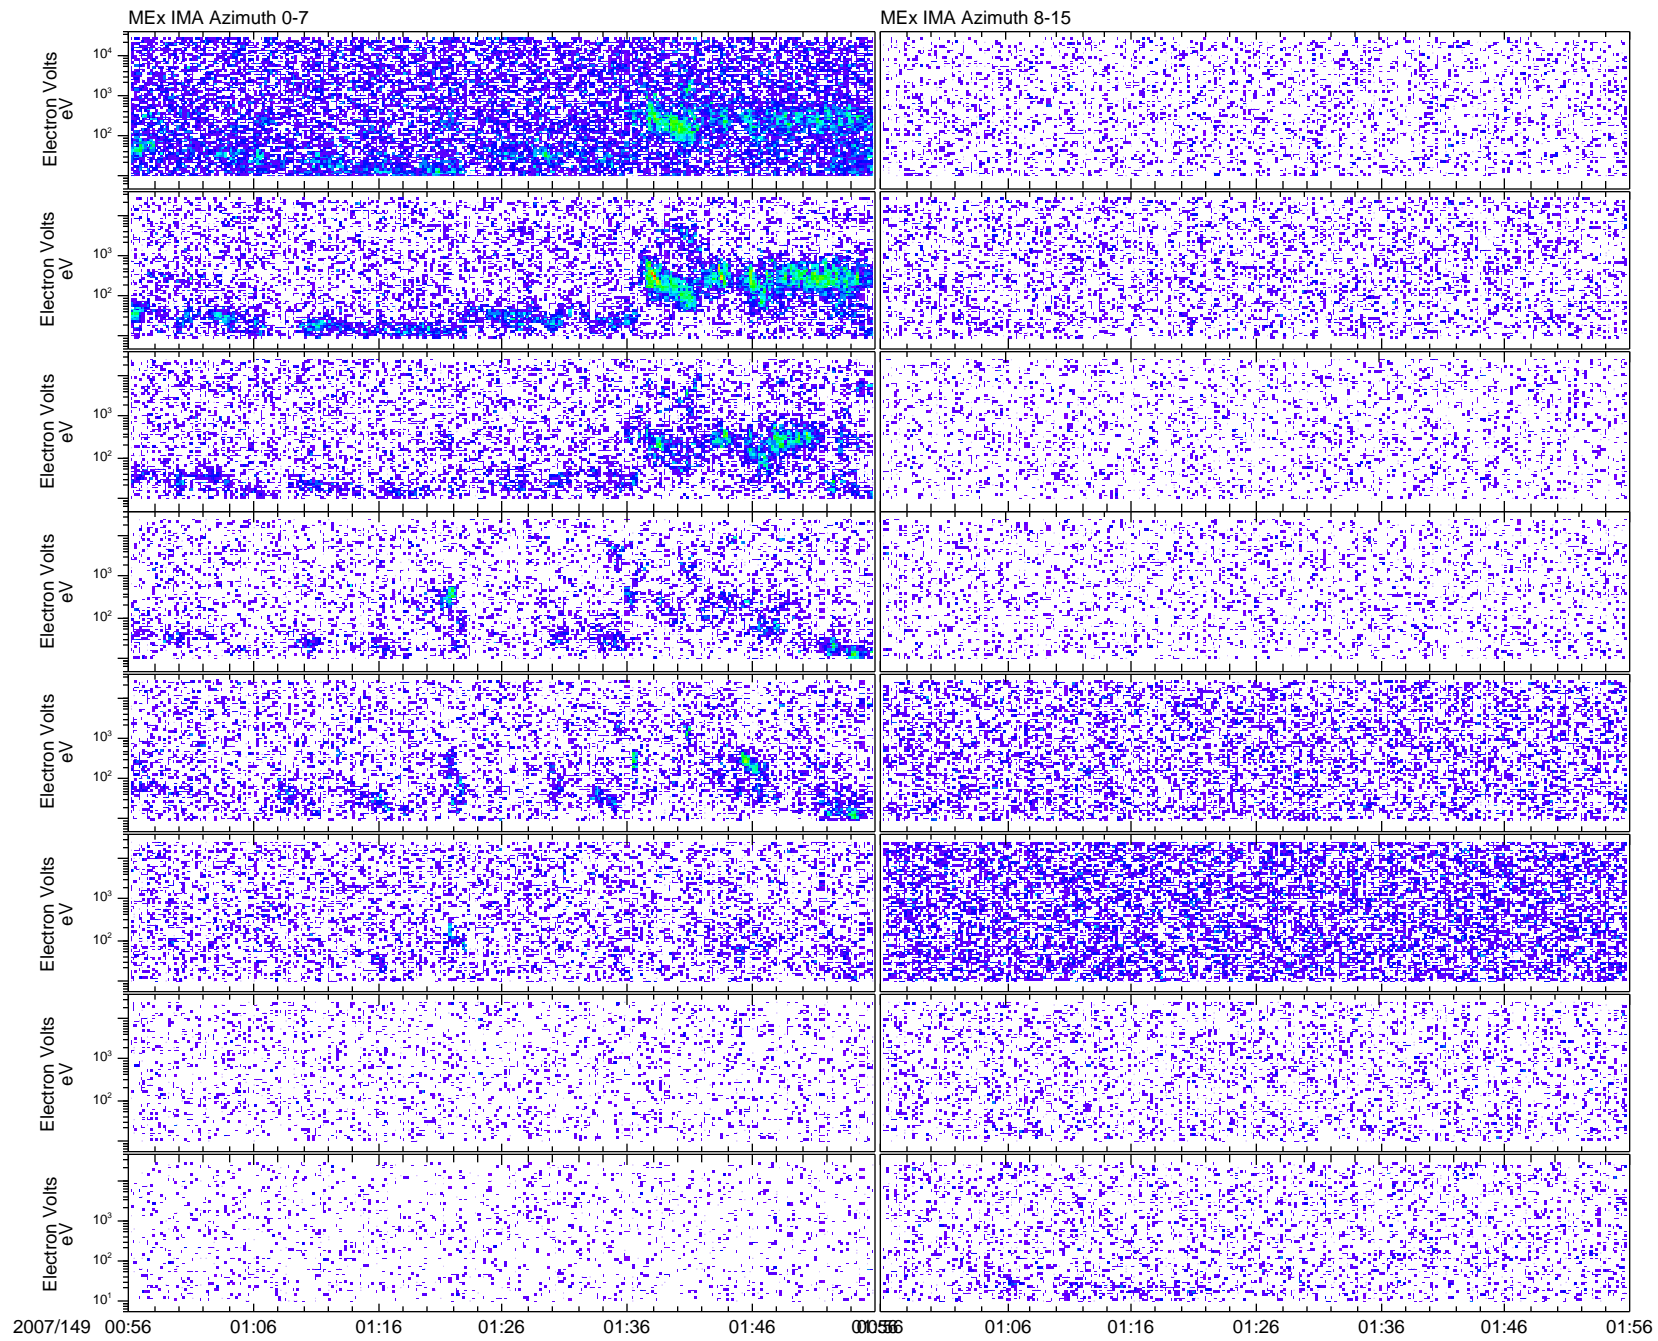 MEx IMA Azimuth 0-7 MEx IMA Azimuth 8-15
Electron Volts
eV
10⁴
10³
10²
Electron Volts
eV
10³
10²
Electron Volts
eV
10³
10²
Electron Volts
eV
10³
10²
Electron Volts
eV
10³
10²
Electron Volts
eV
10³
10²
Electron Volts
eV
10³
10²
Electron Volts
eV
10³
10²
10¹
2007/149 00:56 01:06 01:16 01:26 01:36 01:46 01:06 01:16 01:26 01:36 01:46 01:56